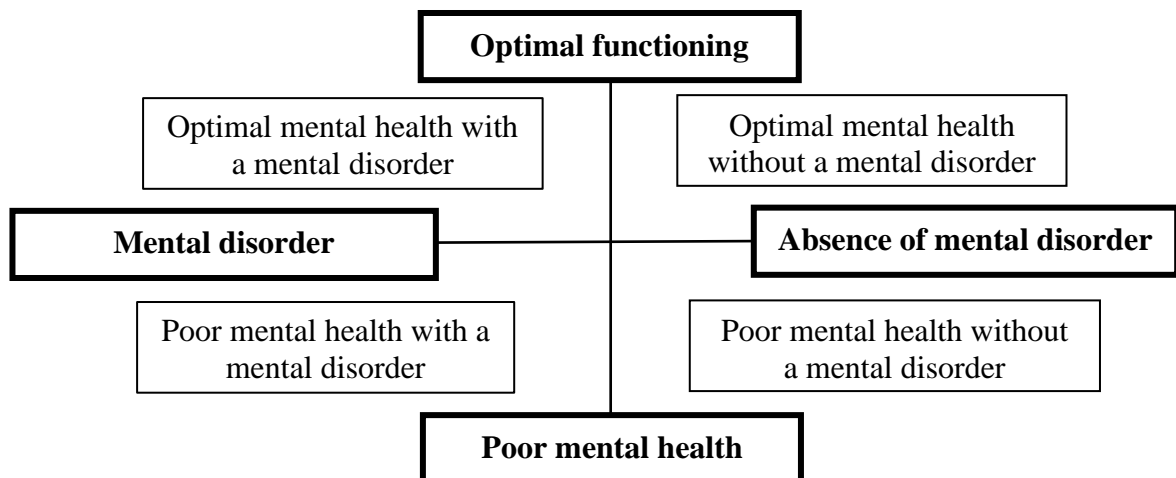 Optimal functioning
Optimal mental health with
a mental disorder
Optimal mental health
without a mental disorder
Mental disorder
Absence of mental disorder
Poor mental health with a
mental disorder
Poor mental health without
a mental disorder
Poor mental health